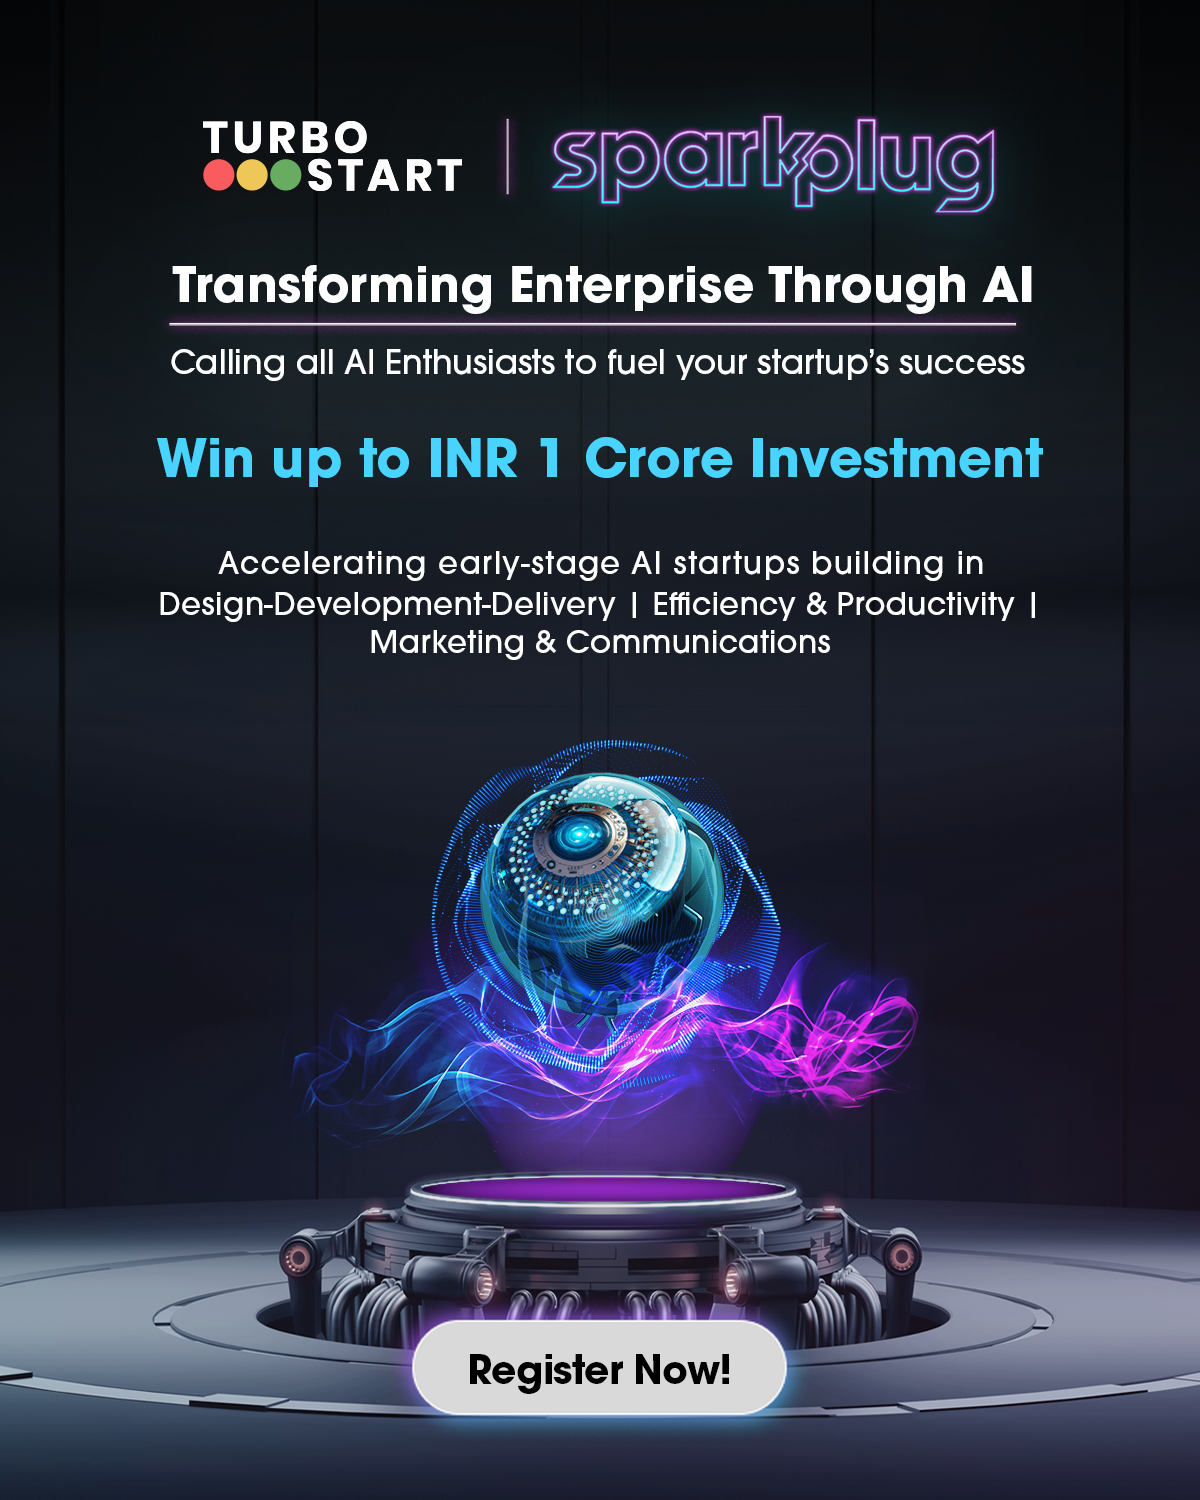 TURBO
START
sparkplug
Transforming Enterprise Through AI
Calling all AI Enthusiasts to fuel your startup's success
Win up to INR 1 Crore Investment
Accelerating early-stage AI startups building in
Design-Development-Delivery | Efficiency & Productivity |
Marketing & Communications
Register Now!